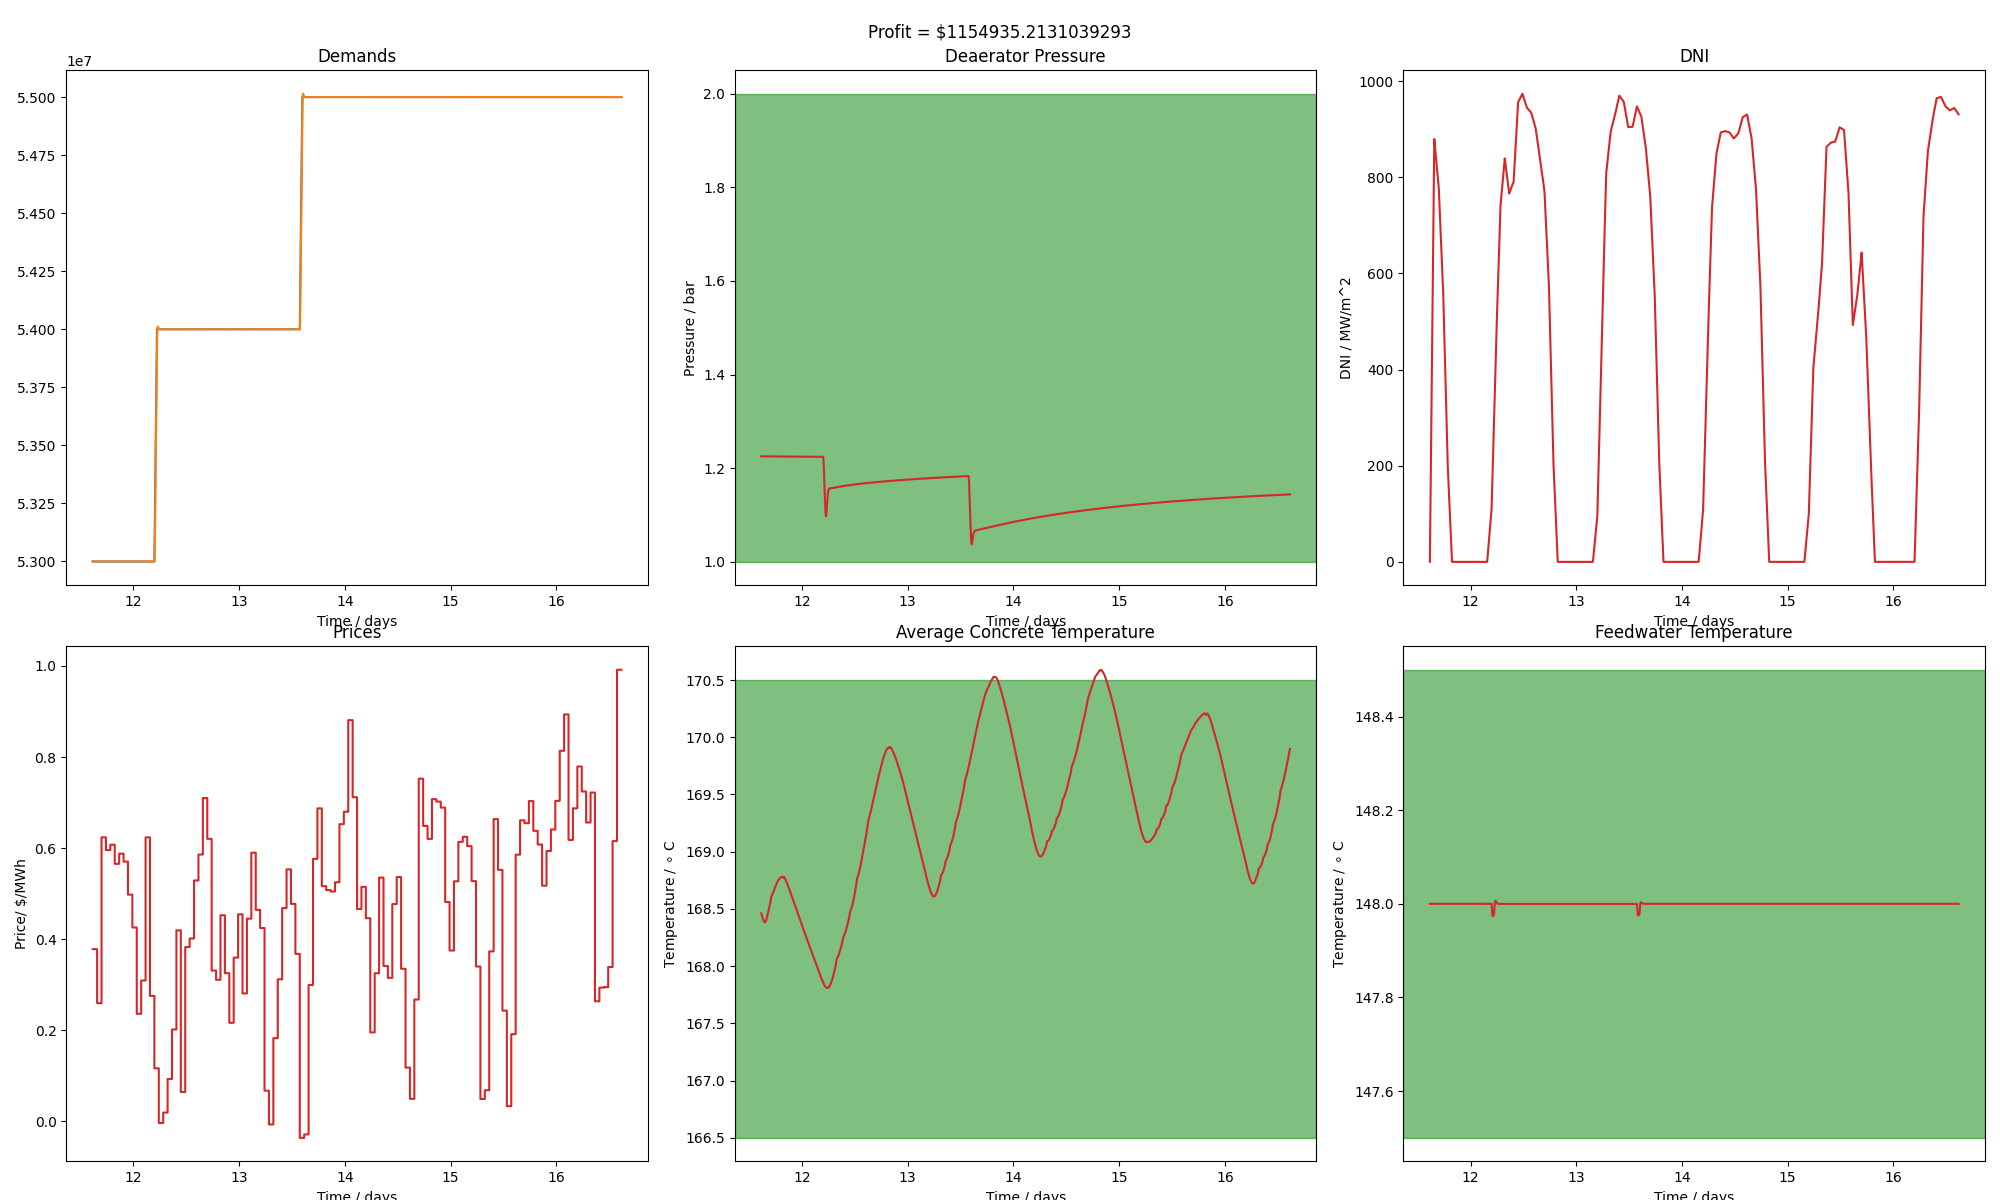 Profit = $1154935.2131039293
Demands
1e7
5.500
5.475
5.450
5.425
5.400
5.375
5.350
5.325
5.300
12 13 14 15 16
Time / days
Deaerator Pressure
Pressure / bar
2.0
1.8
1.6
1.4
1.2
1.0
12 13 14 15 16
Time / days
DNI
DNI / MW/m^2
1000
800
600
400
200
0
12 13 14 15 16
Time / days
Prices
Price/ $/MWh
1.0
0.8
0.6
0.4
0.2
0.0
12 13 14 15 16
Time / days
Average Concrete Temperature
Temperature / ∘ C
170.5
170.0
169.5
169.0
168.5
168.0
167.5
167.0
166.5
12 13 14 15 16
Time / days
Feedwater Temperature
Temperature / ∘ C
148.4
148.2
148.0
147.8
147.6
12 13 14 15 16
Time / days